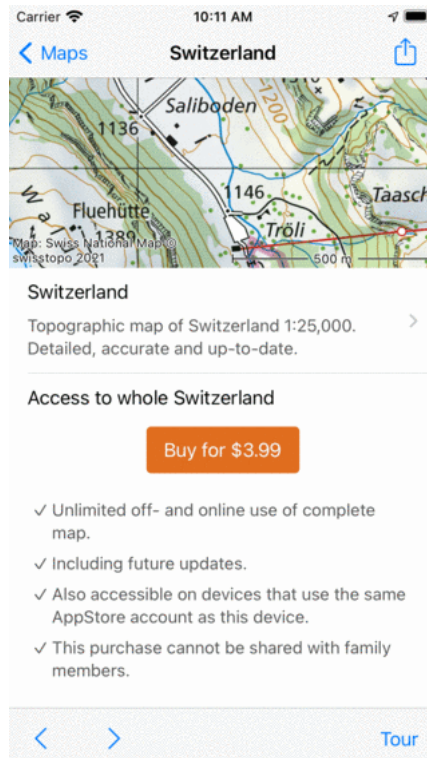 Carrier 10:11 AM
Maps Switzerland
Saliboden
1200
1136
1146
Taasch
Fluehütte
Tröli
1389
Map: Swiss National Map ©
swisstopo 2021
500 m
Switzerland
Topographic map of Switzerland 1:25,000.
Detailed, accurate and up-to-date.
Access to whole Switzerland
Buy for $3.99
✓ Unlimited off- and online use of complete
map.
✓ Including future updates.
✓ Also accessible on devices that use the same
AppStore account as this device.
✓ This purchase cannot be shared with family
members.
Tour